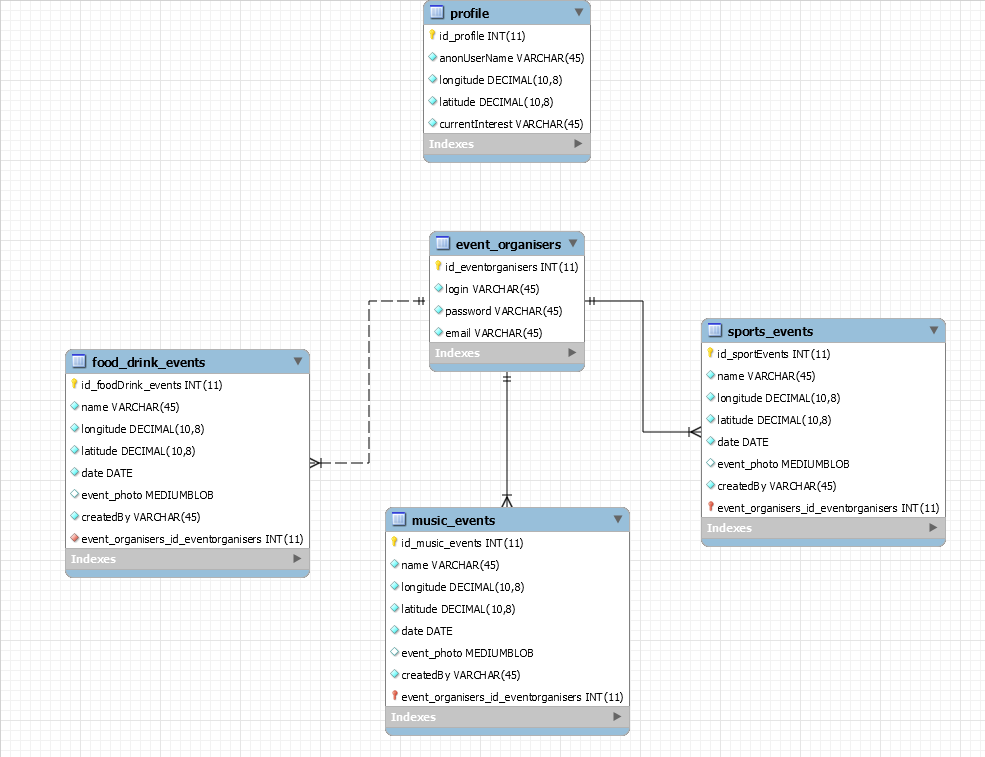 profile
id_profile INT(11)
anonUserName VARCHAR(45)
longitude DECIMAL(10,8)
latitude DECIMAL(10,8)
currentInterest VARCHAR(45)
Indexes
event_organisers
id_eventorganisers INT(11)
login VARCHAR(45)
password VARCHAR(45)
email VARCHAR(45)
Indexes
food_drink_events
id_foodDrink_events INT(11)
name VARCHAR(45)
longitude DECIMAL(10,8)
latitude DECIMAL(10,8)
date DATE
event_photo MEDIUMBLOB
createdBy VARCHAR(45)
event_organisers_id_eventorganisers INT(11)
Indexes
sports_events
id_sportEvents INT(11)
name VARCHAR(45)
longitude DECIMAL(10,8)
latitude DECIMAL(10,8)
date DATE
event_photo MEDIUMBLOB
createdBy VARCHAR(45)
event_organisers_id_eventorganisers INT(11)
Indexes
music_events
id_music_events INT(11)
name VARCHAR(45)
longitude DECIMAL(10,8)
latitude DECIMAL(10,8)
date DATE
event_photo MEDIUMBLOB
createdBy VARCHAR(45)
event_organisers_id_eventorganisers INT(11)
Indexes